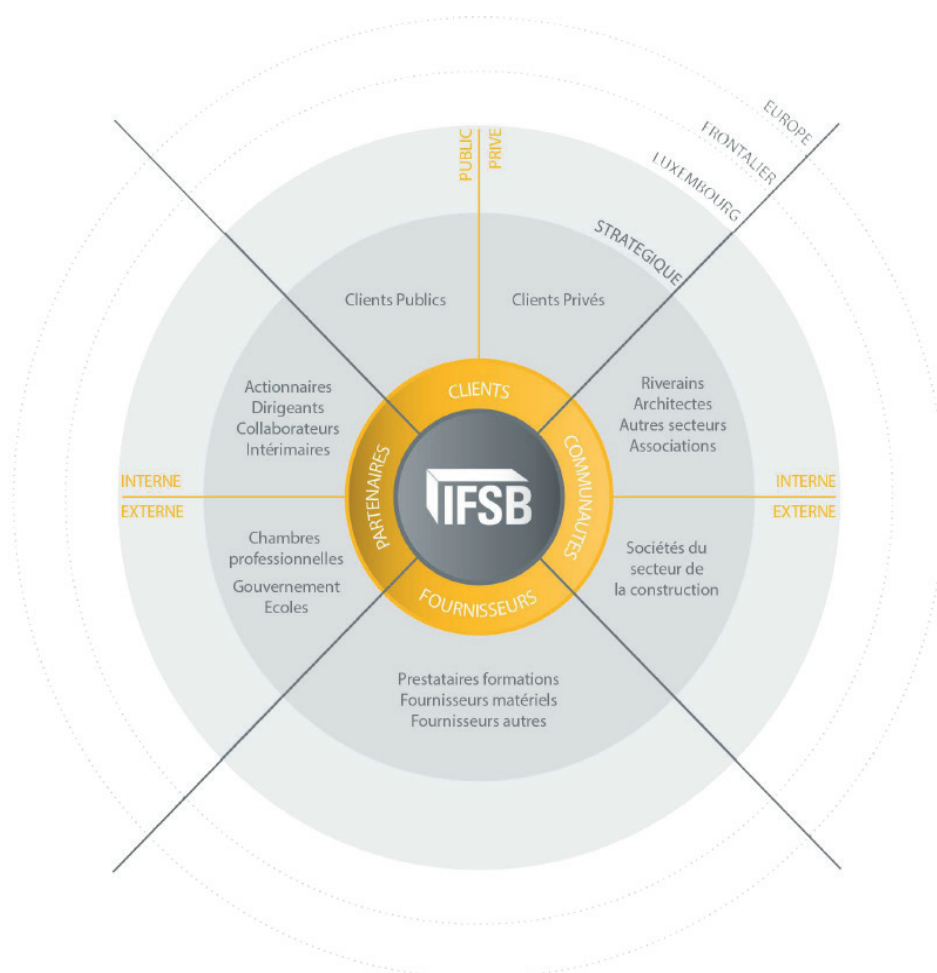 EUROPE
FRONTALIER
LUXEMBOURG
STRATEGIQUE
PUBLIC
PRIVE
Clients Publics
Clients Privés
CLIENTS
Actionnaires
Dirigeants
Collaborateurs
Intérimaires
Riverains
Architectes
Autres secteurs
Associations
INTERNE
EXTERNE
PARTENAIRES
IFSB
COMMUNAUTES
INTERNE
EXTERNE
Chambres
professionnelles
Gouvernement
Ecoles
Sociétés du
secteur de
la construction
FOURNISSEURS
Prestataires formations
Fournisseurs matériels
Fournisseurs autres